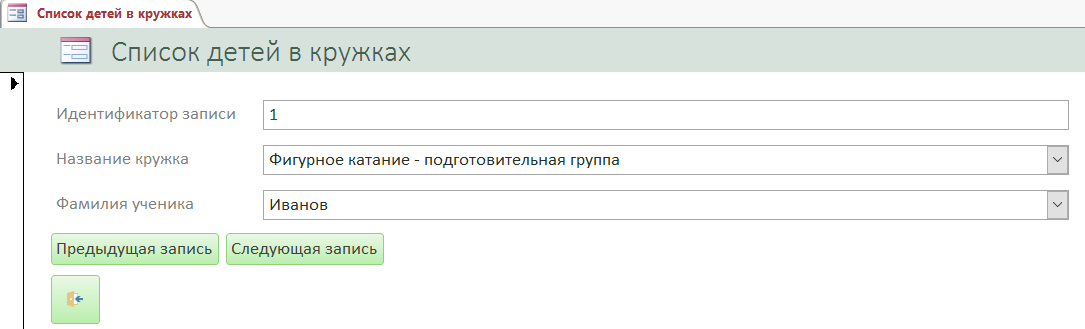 Список детей в кружках
Список детей в кружках
Идентификатор записи 1
Название кружка Фигурное катание - подготовительная группа
Фамилия ученика Иванов
Предыдущая запись Следующая запись